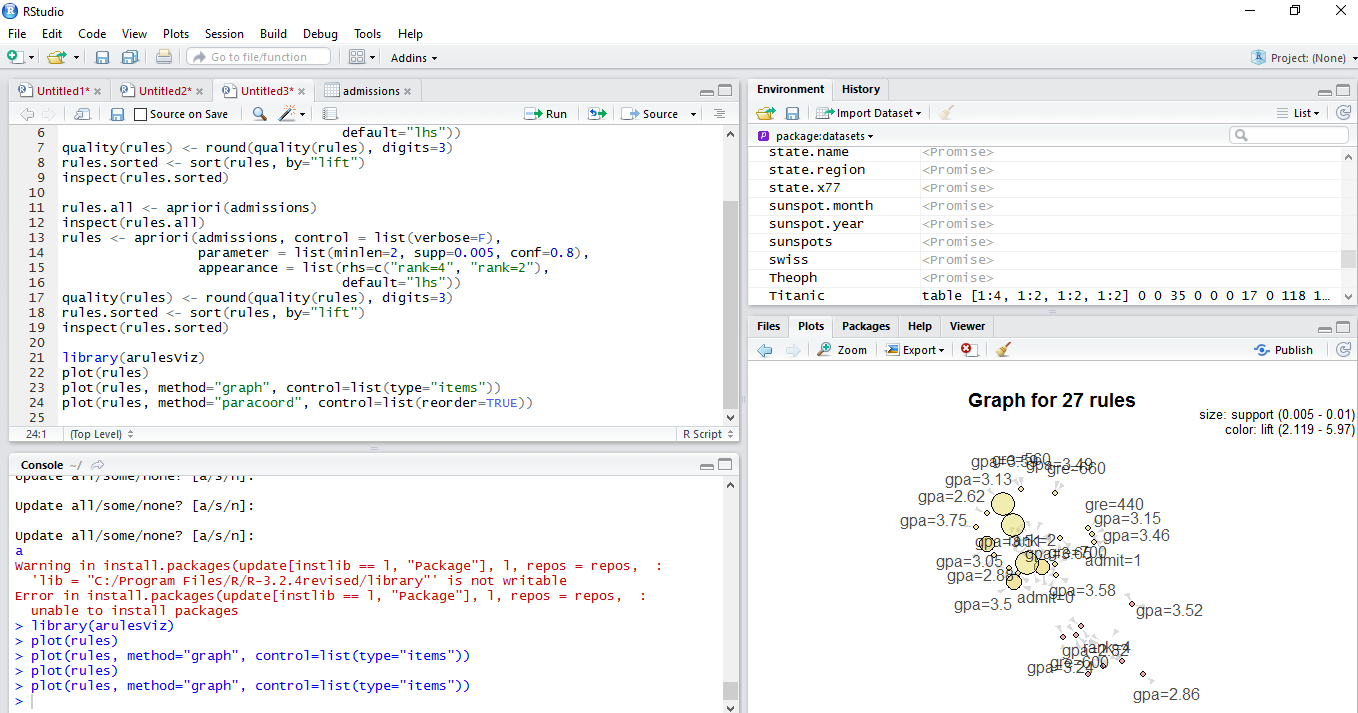 RStudio
File Edit Code View Plots Session Build Debug Tools Help
Go to file/function Addins Project: (None)
Untitled1* Untitled2* Untitled3* admissions
Source on Save Run Source
6 default="lhs"))
7 quality(rules) <- round(quality(rules), digits=3)
8 rules.sorted <- sort(rules, by="lift")
9 inspect(rules.sorted)
10
11 rules.all <- apriori(admissions)
12 inspect(rules.all)
13 rules <- apriori(admissions, control = list(verbose=F),
14 parameter = list(minlen=2, supp=0.005, conf=0.8),
15 appearance = list(rhs=c("rank=4", "rank=2"),
16 default="lhs"))
17 quality(rules) <- round(quality(rules), digits=3)
18 rules.sorted <- sort(rules, by="lift")
19 inspect(rules.sorted)
20
21 library(arulesViz)
22 plot(rules)
23 plot(rules, method="graph", control=list(type="items"))
24 plot(rules, method="paracoord", control=list(reorder=TRUE))
25
24:1 (Top Level) R Script
Console ~/
Update all/some/none? [a/s/n]:
Update all/some/none? [a/s/n]:
Update all/some/none? [a/s/n]:
a
Warning in install.packages(update[instlib == l, "Package"], l, repos = repos,  :
'lib = "C:/Program Files/R/R-3.2.4revised/library"' is not writable
Error in install.packages(update[instlib == l, "Package"], l, repos = repos,  :
unable to install packages
> library(arulesViz)
> plot(rules)
> plot(rules, method="graph", control=list(type="items"))
> plot(rules)
> plot(rules, method="graph", control=list(type="items"))
>
Environment History
Import Dataset List
package:datasets
state.name <Promise>
state.region <Promise>
state.x77 <Promise>
sunspot.month <Promise>
sunspot.year <Promise>
sunspots <Promise>
swiss <Promise>
Theoph <Promise>
Titanic table [1:4, 1:2, 1:2, 1:2] 0 0 35 0 0 0 17 0 118 1...
Files Plots Packages Help Viewer
Zoom Export Publish
Graph for 27 rules
size: support (0.005 - 0.01)
color: lift (2.119 - 5.97)
gre=560
gpa=3.49
gre=660
gpa=3.13
gpa=2.62
gre=440
gpa=3.75
gpa=3.15
gpa=3.46
rank=2
gpa=3.51
gre=700
gpa=3.65
gpa=3.05
admit=1
gpa=3.58
admit=0
gpa=3.5
gpa=3.52
rank=4
gpa=2.82
gre=600
gpa=3.24
gpa=2.86